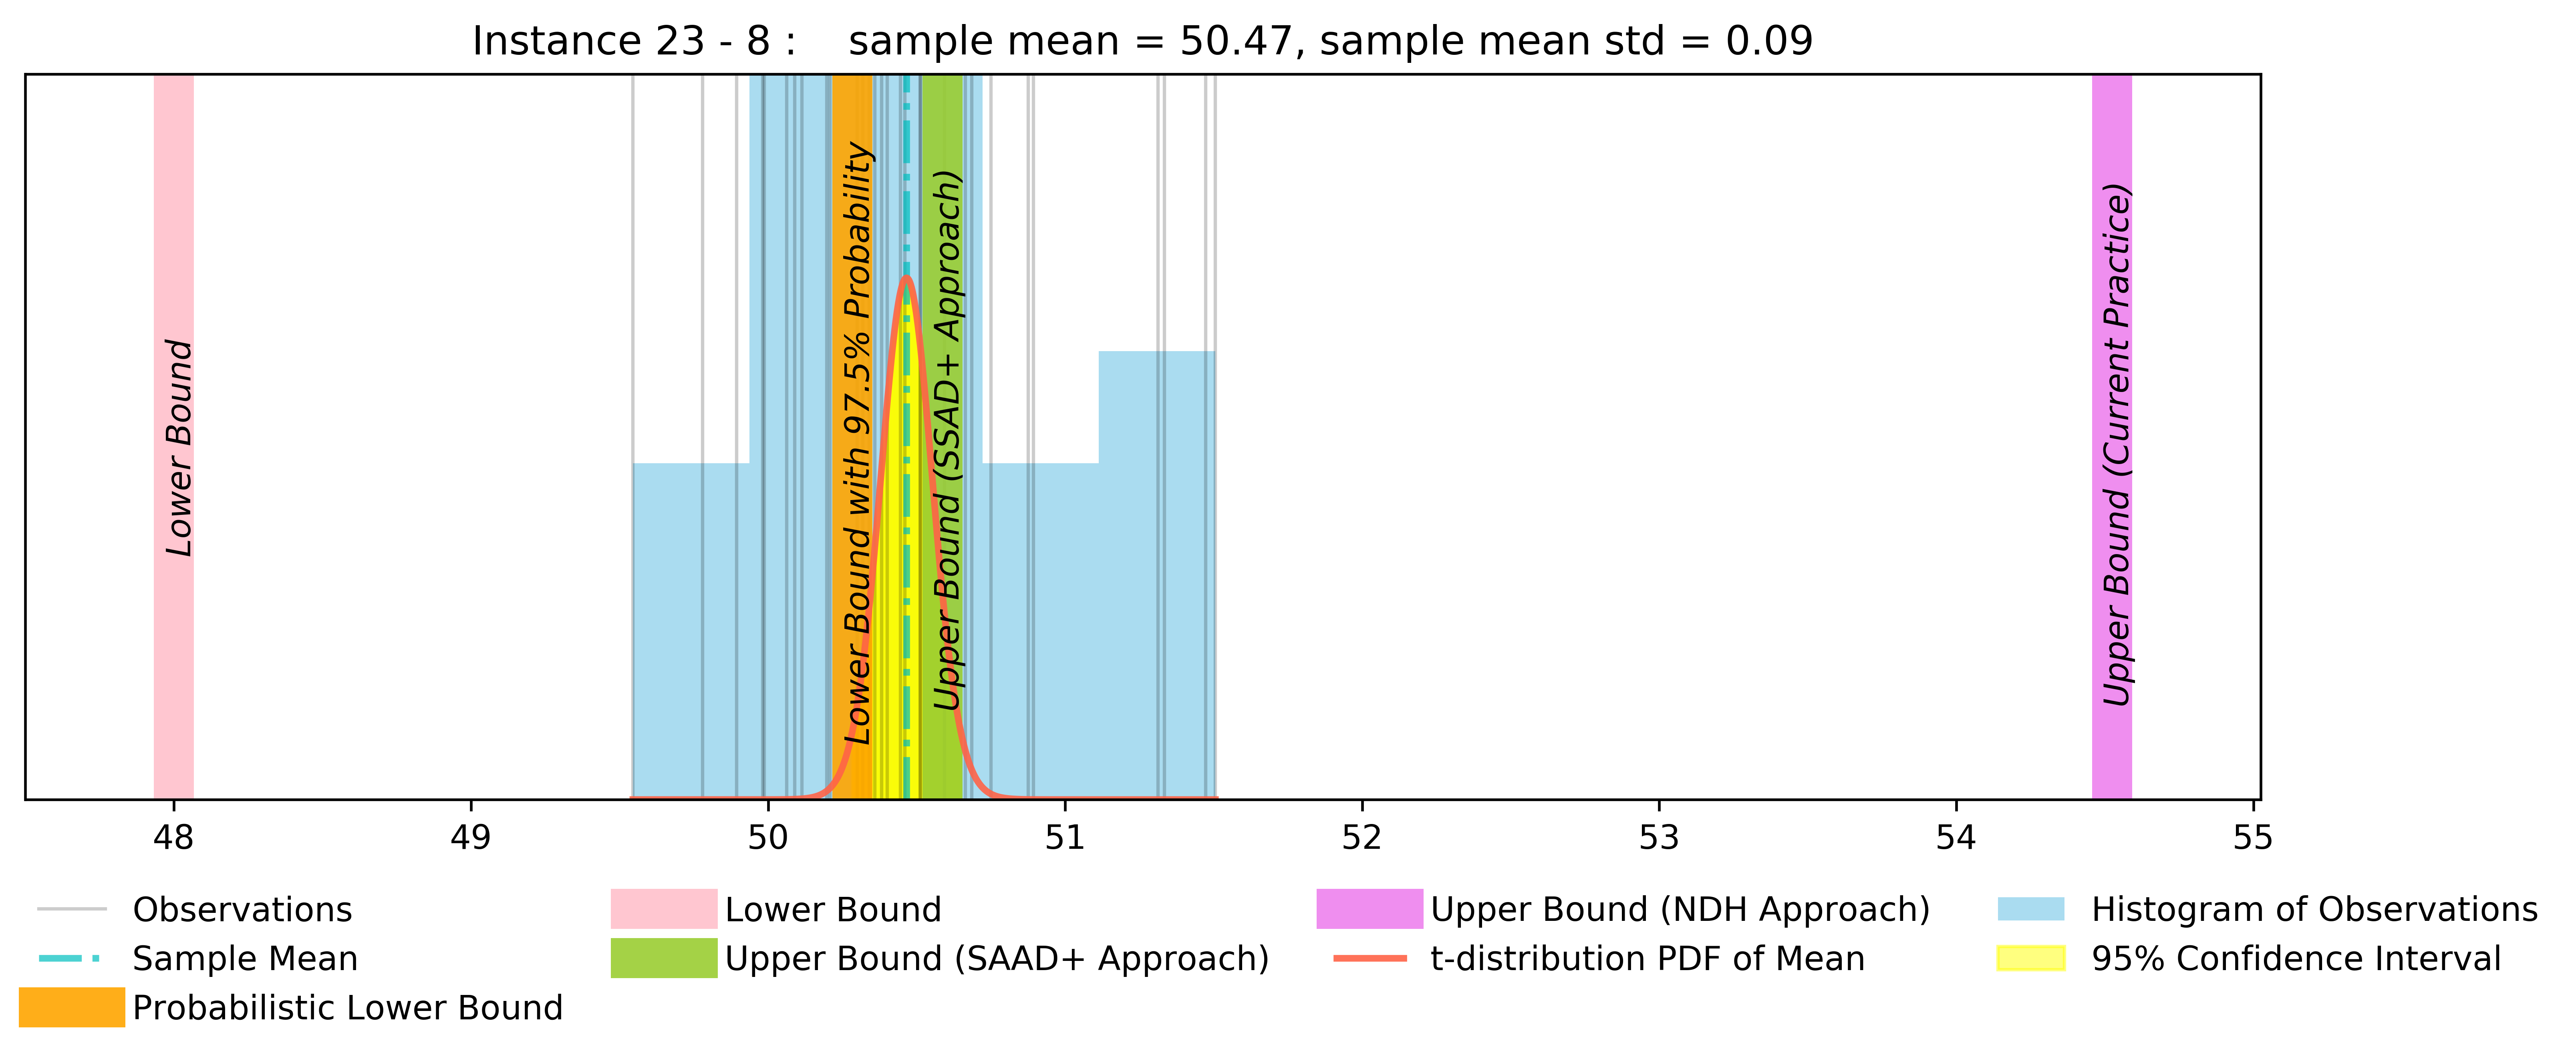 Instance 23 - 8 :    sample mean = 50.47, sample mean std = 0.09
Lower Bound
Lower Bound with 97.5% Probability
Upper Bound (SSAD+ Approach)
Upper Bound (Current Practice)
48 49 50 51 52 53 54 55
Observations
Sample Mean
Probabilistic Lower Bound
Lower Bound
Upper Bound (SAAD+ Approach)
Upper Bound (NDH Approach)
t-distribution PDF of Mean
Histogram of Observations
95% Confidence Interval